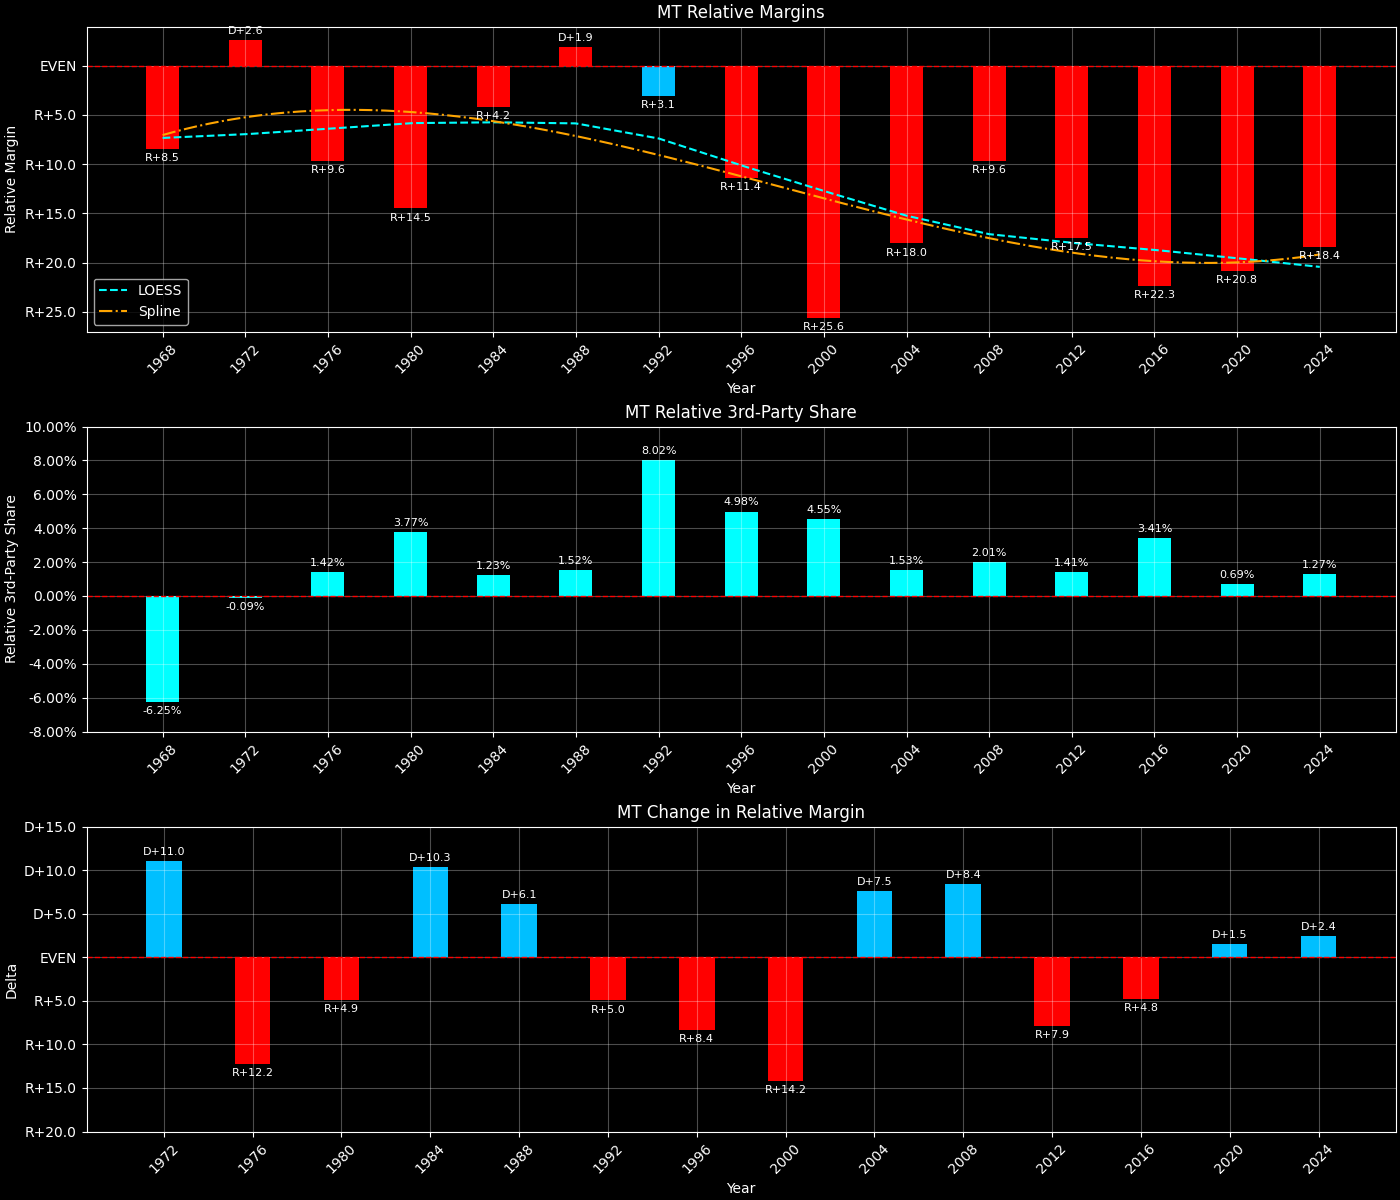 MT Relative Margins
Relative Margin
EVEN
R+5.0
R+10.0
R+15.0
R+20.0
R+25.0
R+8.5
D+2.6
R+9.6
R+14.5
R+4.2
D+1.9
R+3.1
R+11.4
R+25.6
R+18.0
R+9.6
R+17.5
R+22.3
R+20.8
R+18.4
LOESS
Spline
1968
1972
1976
1980
1984
1988
1992
1996
2000
2004
2008
2012
2016
2020
2024
Year
MT Relative 3rd-Party Share
Relative 3rd-Party Share
10.00%
8.00%
6.00%
4.00%
2.00%
0.00%
-2.00%
-4.00%
-6.00%
-8.00%
-6.25%
-0.09%
1.42%
3.77%
1.23%
1.52%
8.02%
4.98%
4.55%
1.53%
2.01%
1.41%
3.41%
0.69%
1.27%
1968
1972
1976
1980
1984
1988
1992
1996
2000
2004
2008
2012
2016
2020
2024
Year
MT Change in Relative Margin
Delta
D+15.0
D+10.0
D+5.0
EVEN
R+5.0
R+10.0
R+15.0
R+20.0
D+11.0
R+12.2
R+4.9
D+10.3
D+6.1
R+5.0
R+8.4
R+14.2
D+7.5
D+8.4
R+7.9
R+4.8
D+1.5
D+2.4
1972
1976
1980
1984
1988
1992
1996
2000
2004
2008
2012
2016
2020
2024
Year